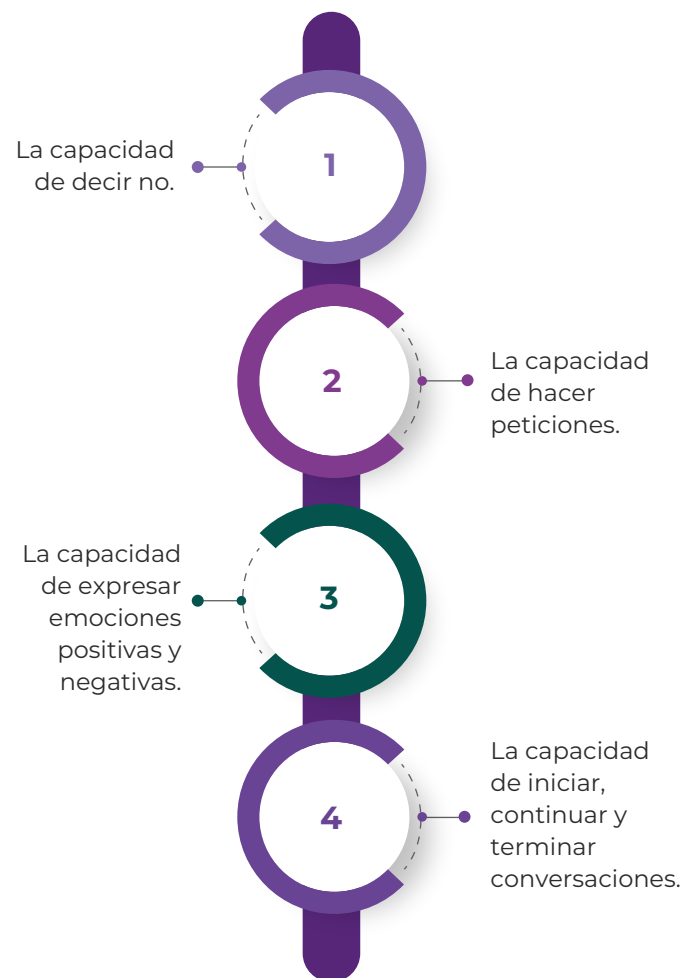 La capacidad
de decir no.
1
2
La capacidad
de hacer
peticiones.
La capacidad
de expresar
emociones
positivas y
negativas.
3
4
La capacidad
de iniciar,
continuar y
terminar
conversaciones.